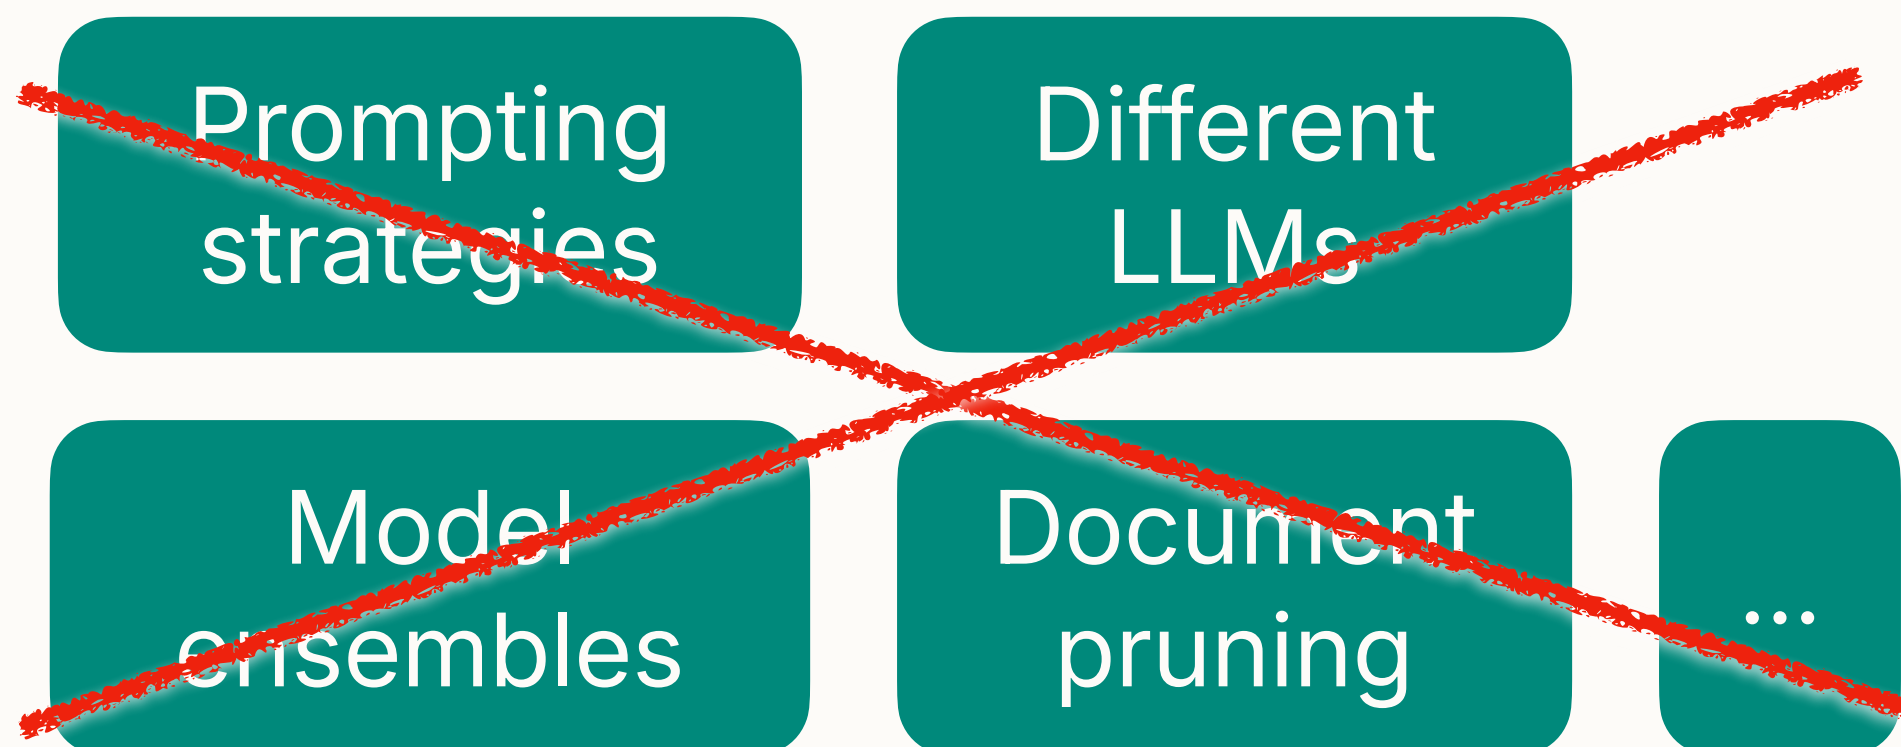 Prompting
strategies
Different
LLMs
Model
ensembles
Document
pruning
...